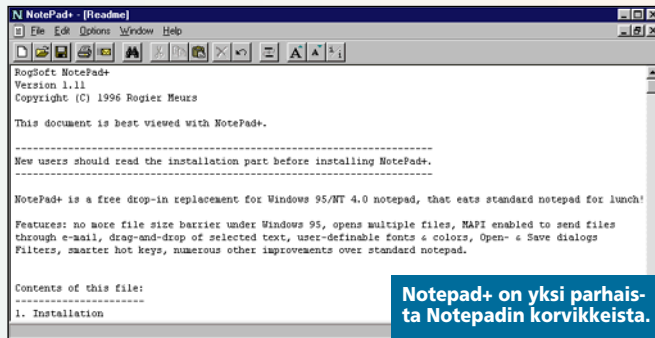 NotePad+ - [Readme]
File Edit Options Window Help
RogSoft NotePad+
Version 1.11
Copyright (C) 1996 Rogier Meurs
This document is best viewed with NotePad+.
------------------------------------------------------------------------
New users should read the installation part before installing NotePad+.
------------------------------------------------------------------------
NotePad+ is a free drop-in replacement for Windows 95/NT 4.0 notepad, that eats standard notepad for lunch!
Features: no more file size barrier under Windows 95, opens multiple files, MAPI enabled to send files
through e-mail, drag-and-drop of selected text, user-definable fonts & colors, Open- & Save dialogs
Filters, smarter hot keys, numerous other improvements over standard notepad.
Contents of this file:
----------------------
1. Installation
Notepad+ on yksi parhais-
ta Notepadin korvikkeista.